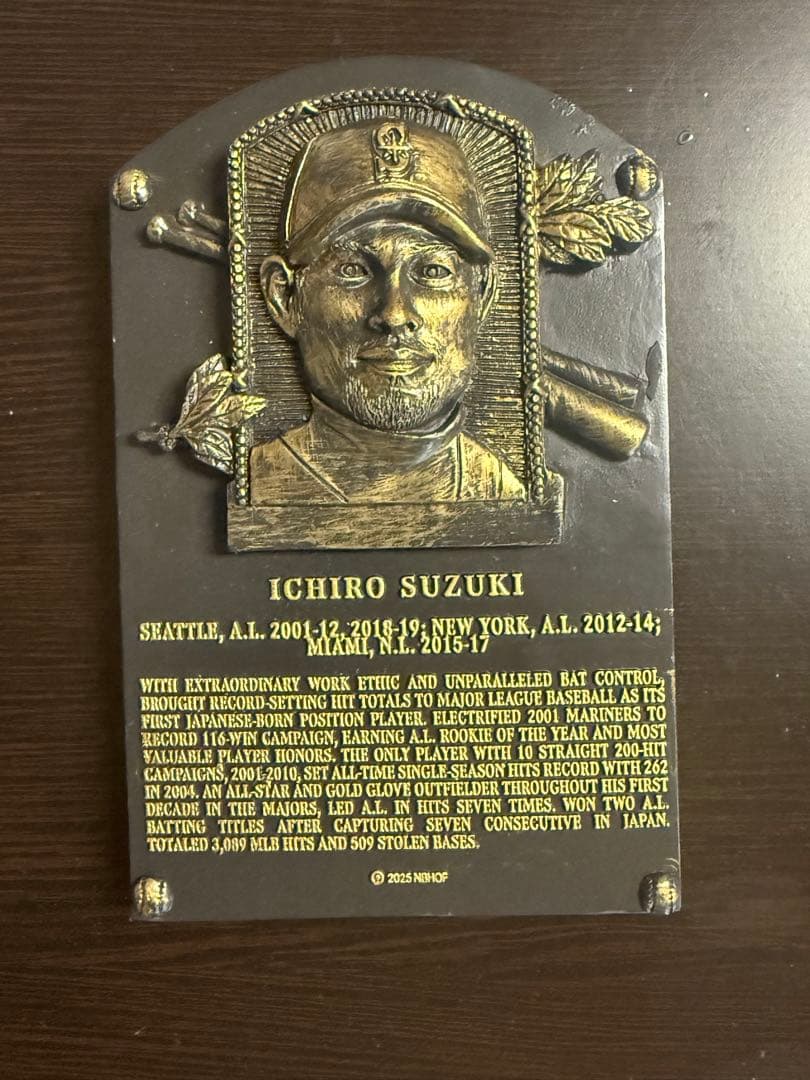 ICHIRO SUZUKI
SEATTLE, A.L. 2001-12, 2018-19; NEW YORK, A.L. 2012-14;
MIAMI, N.L. 2015-17
WITH EXTRAORDINARY WORK ETHIC AND UNPARALLELED BAT CONTROL,
BROUGHT RECORD-SETTING HIT TOTALS TO MAJOR LEAGUE BASEBALL AS ITS
FIRST JAPANESE-BORN POSITION PLAYER. ELECTRIFIED 2001 MARINERS TO
RECORD 116-WIN CAMPAIGN, EARNING A.L. ROOKIE OF THE YEAR AND MOST
VALUABLE PLAYER HONORS. THE ONLY PLAYER WITH 10 STRAIGHT 200-HIT
CAMPAIGNS, 2001-2010, SET ALL-TIME SINGLE-SEASON HITS RECORD WITH 262
IN 2004. AN ALL-STAR AND GOLD GLOVE OUTFIELDER THROUGHOUT HIS FIRST
DECADE IN THE MAJORS, LED A.L. IN HITS SEVEN TIMES. WON TWO A.L.
BATTING TITLES AFTER CAPTURING SEVEN CONSECUTIVE IN JAPAN.
TOTALED 3,089 MLB HITS AND 509 STOLEN BASES.
2025 NBHOF